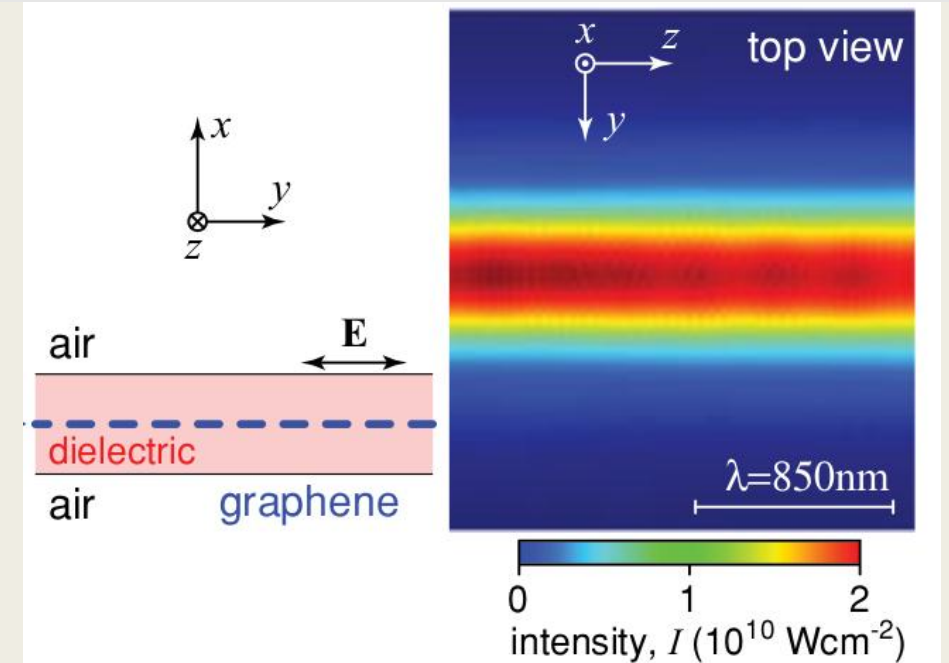 x
y
z
air
E
dielectric
air
graphene
x
z
top view
y
λ=850nm
0
1
2
intensity, I (10¹⁰ Wcm⁻²)